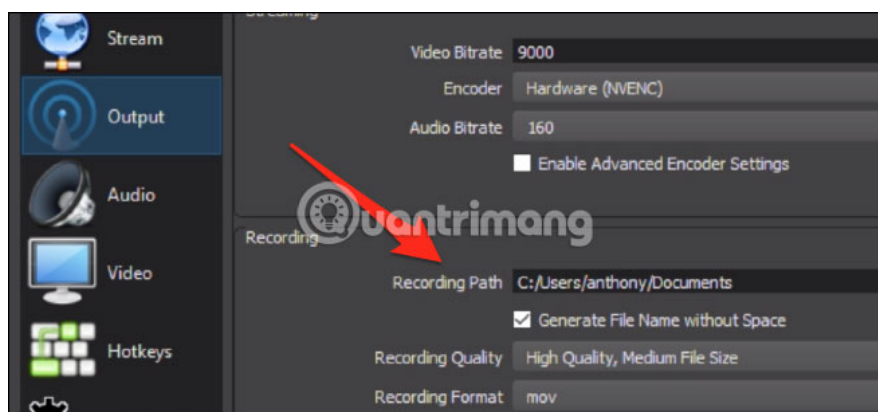 Streaming
Stream
Video Bitrate 9000
Encoder Hardware (NVENC)
Output
Audio Bitrate 160
Enable Advanced Encoder Settings
Audio
Quantrimang
Recording
Video
Recording Path C:/Users/anthony/Documents
Generate File Name without Space
Hotkeys
Recording Quality High Quality, Medium File Size
Recording Format mov